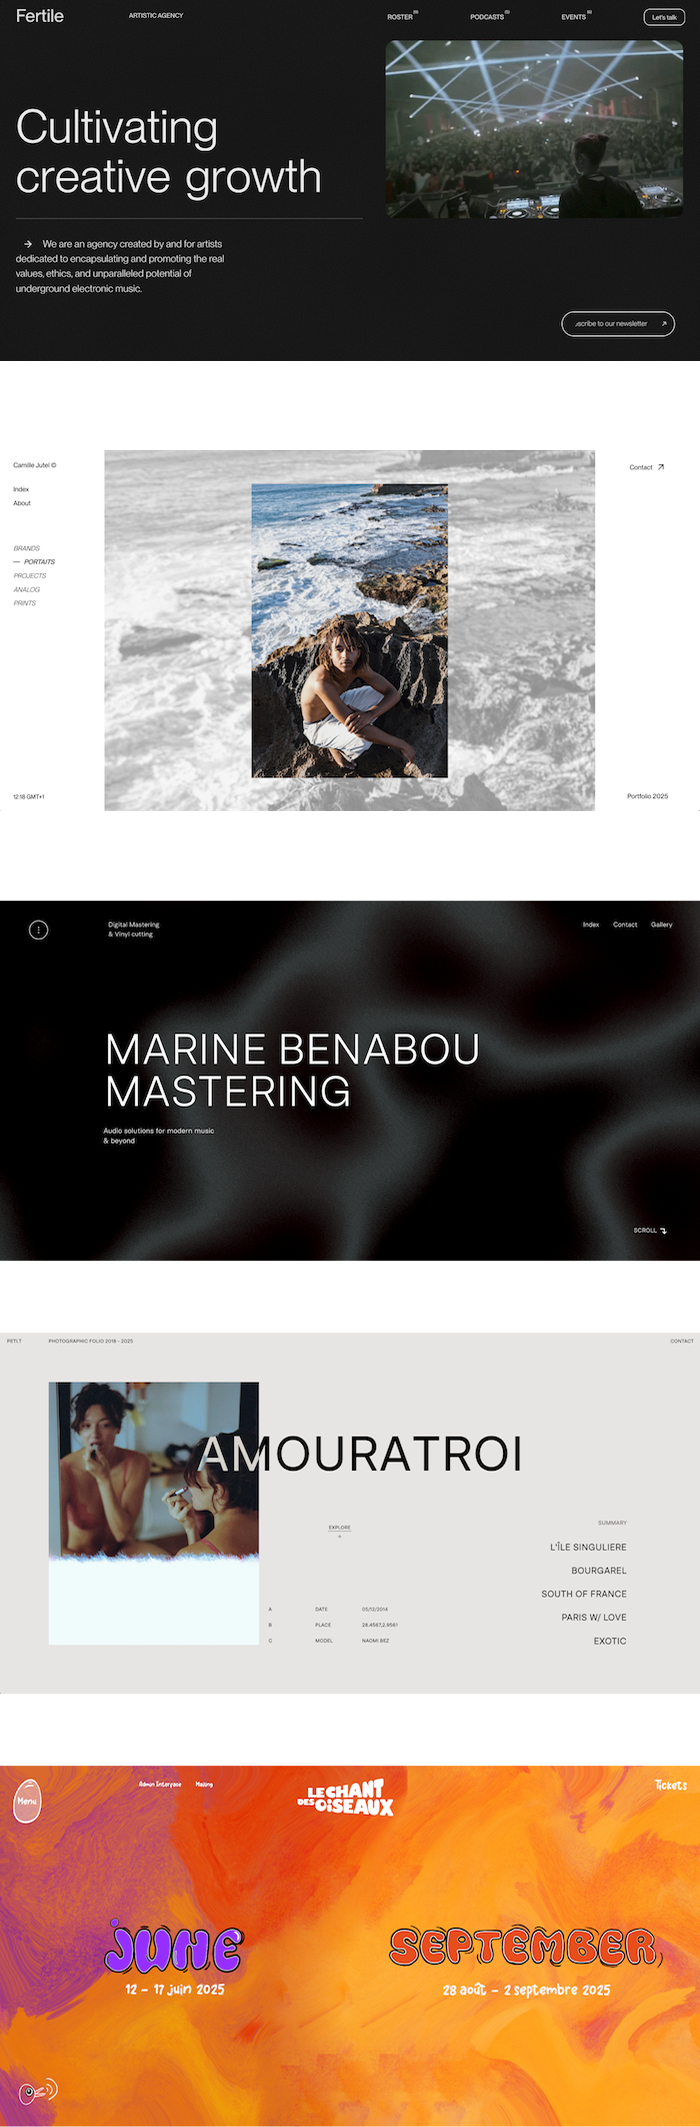 Fertile
ARTISTIC AGENCY
ROSTER
PODCASTS
EVENTS
Let's talk
Cultivating
creative growth
→ We are an agency created by and for artists
dedicated to encapsulating and promoting the real
values, ethics, and unparalleled potential of
underground electronic music.
scribe to our newsletter
Camille Jutel ©
Contact
Index
About
BRANDS
— PORTAITS
PROJECTS
ANALOG
PRINTS
12:18 GMT+1
Portfolio 2025
Digital Mastering
& Vinyl cutting
Index
Contact
Gallery
MARINE BENABOU
MASTERING
Audio solutions for modern music
& beyond
SCROLL
PETI.T
PHOTOGRAPHIC FOLIO 2019 - 2025
CONTACT
AMOURATROI
EXPLORE
SUMMARY
L'ÎLE SINGULIERE
BOURGAREL
SOUTH OF FRANCE
PARIS W/ LOVE
EXOTIC
A DATE 05/12/2014
B PLACE 28.4567,2.9561
C MODEL NAOMI BEZ
Menu
Admin Enterface
Mailing
LE CHANT
DES OISEAUX
Tickets
JUNE
12 – 17 juin 2025
SEPTEMBER
28 août – 2 septembre 2025